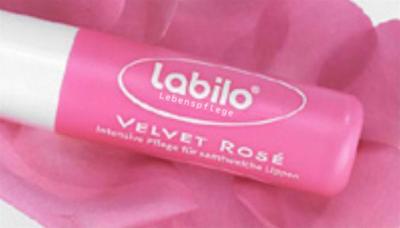 Labilo®
Lebenspflege
VELVET ROSÉ
Intensive Pflege für samtweiche Lippen